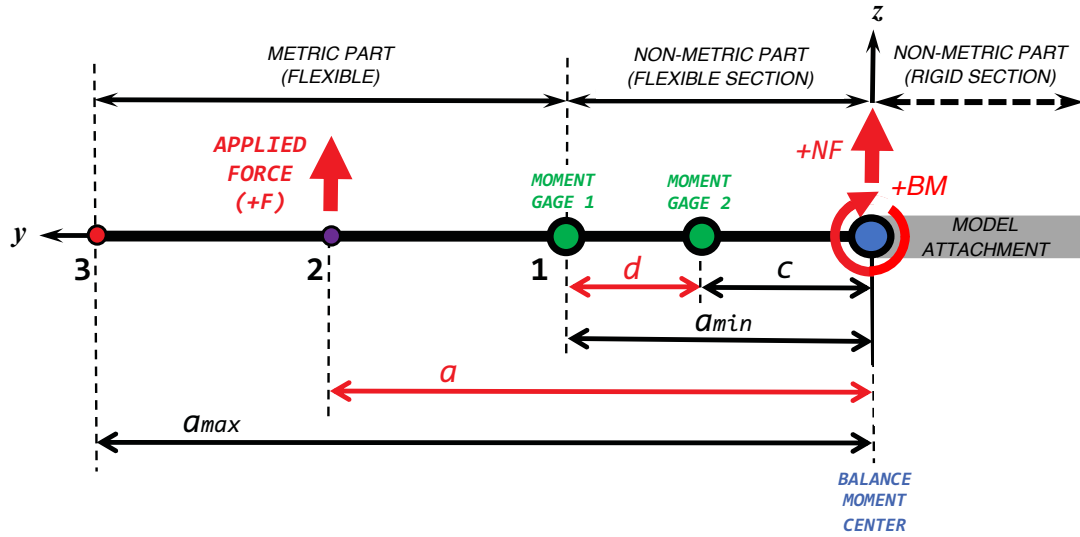 z
METRIC PART
(FLEXIBLE)
NON-METRIC PART
(FLEXIBLE SECTION)
NON-METRIC PART
(RIGID SECTION)
APPLIED
FORCE
(+F)
+NF
+BM
MOMENT
GAGE 1
MOMENT
GAGE 2
y
MODEL
ATTACHMENT
3
2
1
d
c
amin
a
amax
BALANCE
MOMENT
CENTER